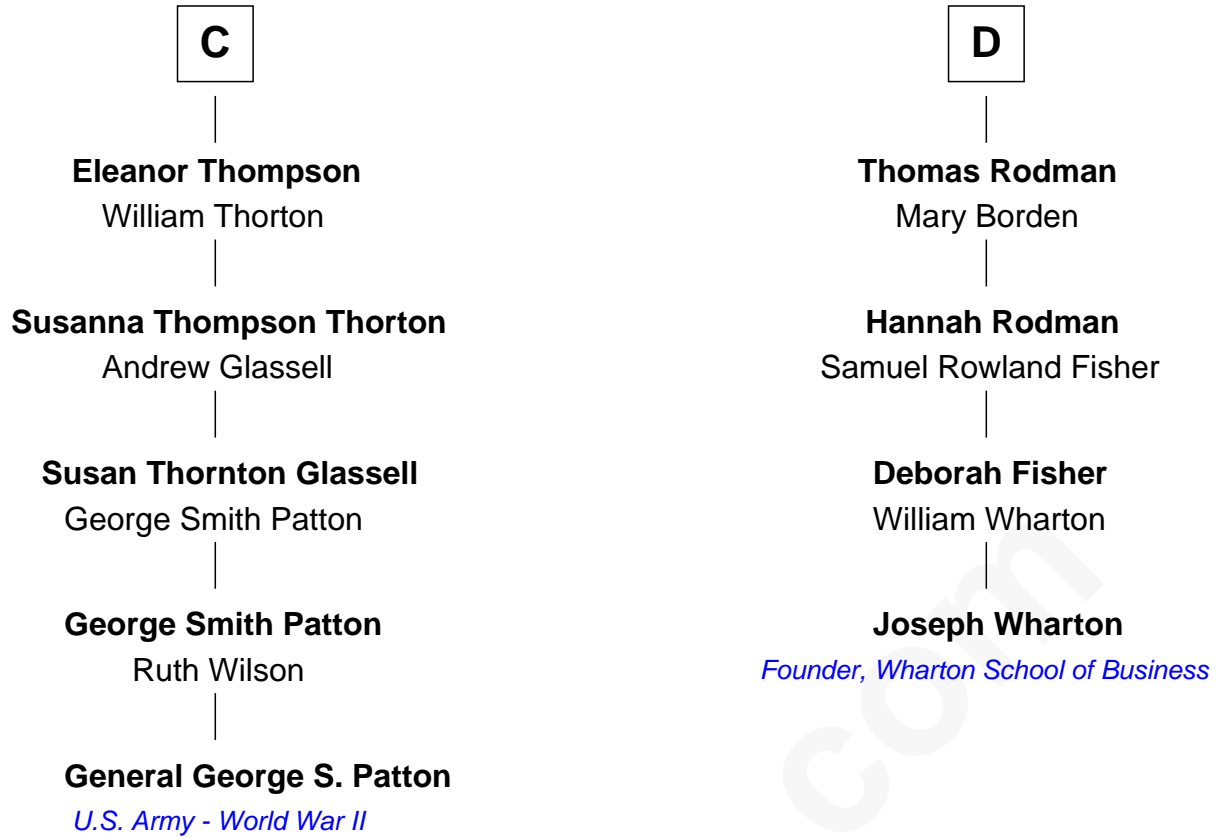 C
Eleanor Thompson
William Thorton
Susanna Thompson Thorton
Andrew Glassell
Susan Thornton Glassell
George Smith Patton
George Smith Patton
Ruth Wilson
General George S. Patton
U.S. Army - World War II
D
Thomas Rodman
Mary Borden
Hannah Rodman
Samuel Rowland Fisher
Deborah Fisher
William Wharton
Joseph Wharton
Founder, Wharton School of Business
com